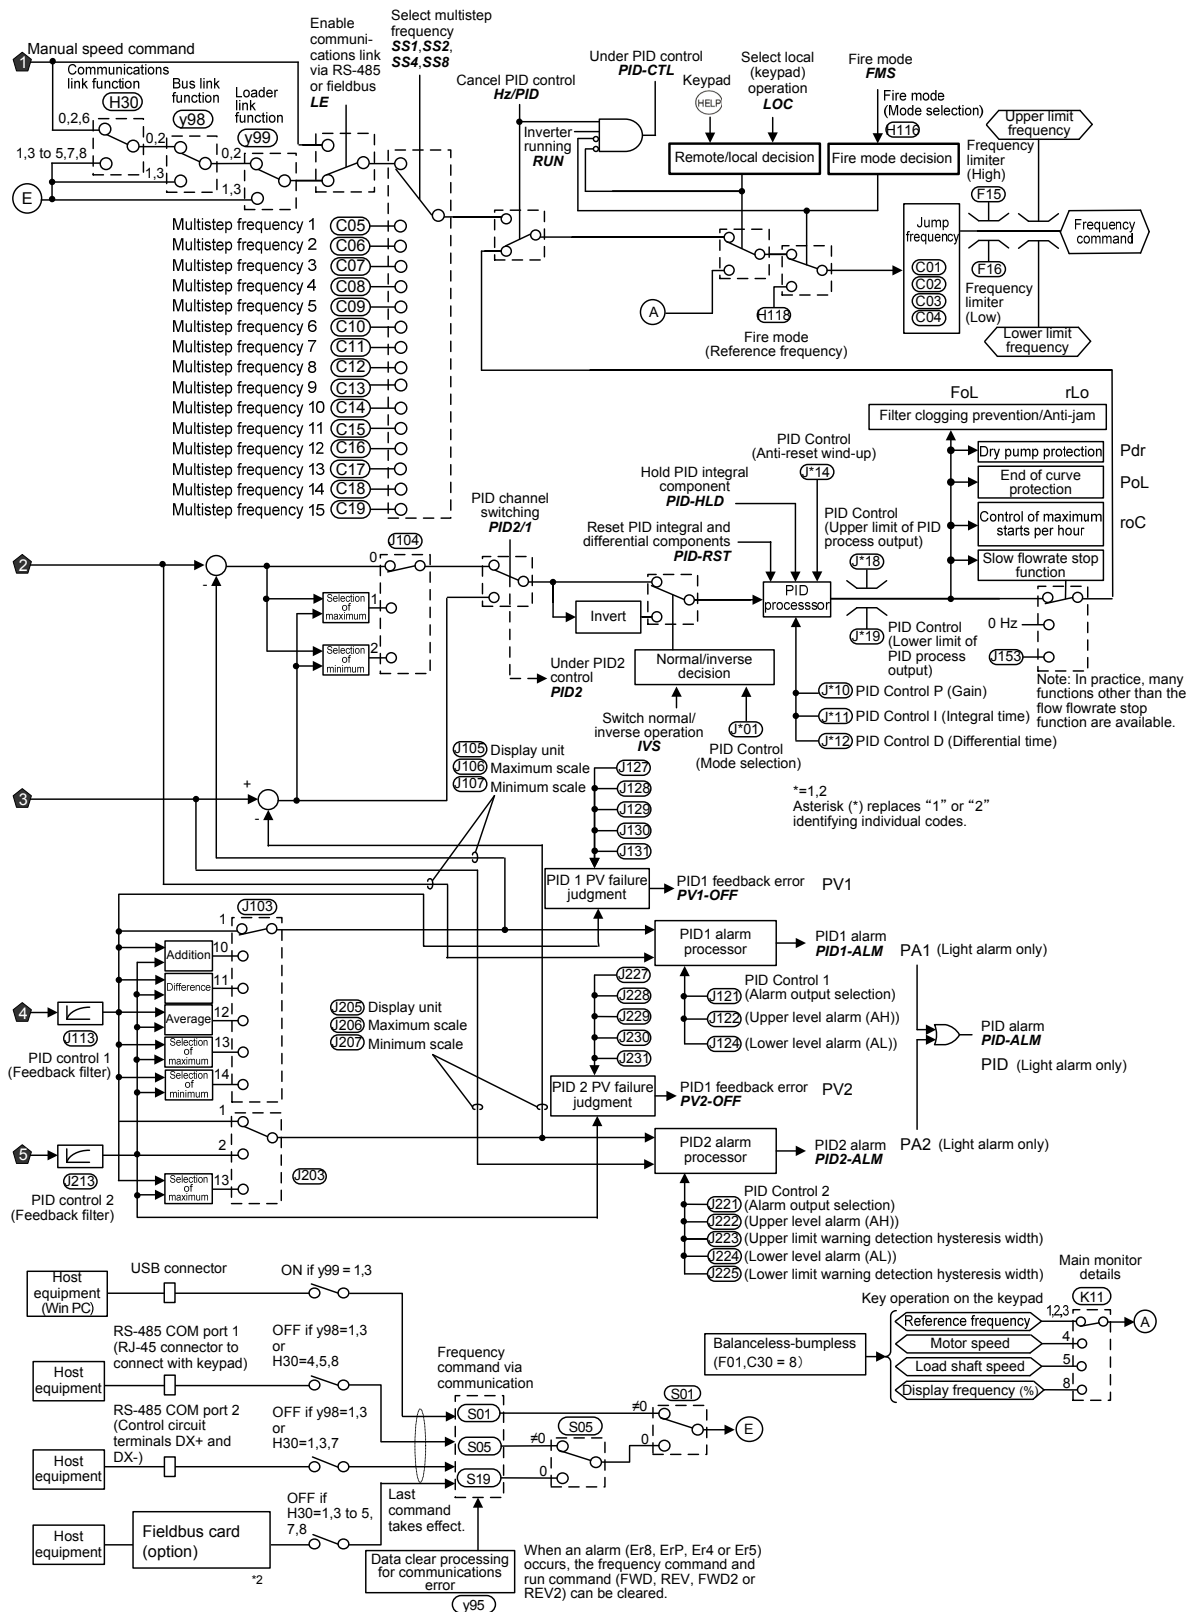 1
Manual speed command
Communications
link function
H30
Bus link
function
y98
Loader
link
function
y99
0,2,6
1,3 to 5,7,8
0,2
1,3
0,2
1,3
E
Enable
communi-
cations link
via RS-485
or fieldbus
LE
Select multistep
frequency
SS1,SS2,
SS4,SS8
Cancel PID control
Hz/PID
Under PID control
PID-CTL
Inverter
running
RUN
Keypad
HELP
Select local
(keypad)
operation
LOC
Remote/local decision
Fire mode
FMS
Fire mode
(Mode selection)
H116
Fire mode decision
Upper limit
frequency
Frequency
limiter
(High)
F15
Jump
frequency
C01
C02
C03
C04
F16
Frequency
limiter
(Low)
Frequency
command
Lower limit
frequency
A
H118
Fire mode
(Reference frequency)
Multistep frequency 1 C05
Multistep frequency 2 C06
Multistep frequency 3 C07
Multistep frequency 4 C08
Multistep frequency 5 C09
Multistep frequency 6 C10
Multistep frequency 7 C11
Multistep frequency 8 C12
Multistep frequency 9 C13
Multistep frequency 10 C14
Multistep frequency 11 C15
Multistep frequency 12 C16
Multistep frequency 13 C17
Multistep frequency 14 C18
Multistep frequency 15 C19
FoL rLo
Filter clogging prevention/Anti-jam
Dry pump protection
Pdr
End of curve
protection
PoL
Control of maximum
starts per hour
roC
Slow flowrate stop
function
0 Hz
J153
Note: In practice, many
functions other than the
flow flowrate stop
function are available.
PID Control
(Anti-reset wind-up)
J*14
Hold PID integral
component
PID-HLD
Reset PID integral and
differential components
PID-RST
PID Control
(Upper limit of PID
process output)
J*18
PID
processsor
J*19
PID Control
(Lower limit of
PID process
output)
J*10 PID Control P (Gain)
J*11 PID Control I (Integral time)
J*12 PID Control D (Differential time)
*=1,2
Asterisk (*) replaces “1” or “2”
identifying individual codes.
2
-
J104
0
Selection
of
maximum
1
Selection
of
minimum
2
PID channel
switching
PID2/1
Invert
Under PID2
control
PID2
Normal/inverse
decision
Switch normal/
inverse operation
IVS
J*01
PID Control
(Mode selection)
3
+
-
J105 Display unit
J106 Maximum scale
J107 Minimum scale
J127
J128
J129
J130
J131
PID 1 PV failure
judgment
PID1 feedback error
PV1-OFF
PV1
J103
1
Addition
10
Difference
11
Average
12
Selection
of
maximum
13
Selection
of
minimum
14
4
J113
PID control 1
(Feedback filter)
PID1 alarm
processor
PID1 alarm
PID1-ALM
PA1 (Light alarm only)
PID Control 1
J121 (Alarm output selection)
J122 (Upper level alarm (AH))
J124 (Lower level alarm (AL))
J205 Display unit
J206 Maximum scale
J207 Minimum scale
J227
J228
J229
J230
J231
PID 2 PV failure
judgment
PID1 feedback error
PV2-OFF
PV2
PID alarm
PID-ALM
PID (Light alarm only)
5
J213
PID control 2
(Feedback filter)
1
2
Selection
of
maximum
13
J203
PID2 alarm
processor
PID2 alarm
PID2-ALM
PA2 (Light alarm only)
PID Control 2
J221 (Alarm output selection)
J222 (Upper level alarm (AH))
J223 (Upper limit warning detection hysteresis width)
J224 (Lower level alarm (AL))
J225 (Lower limit warning detection hysteresis width)
Host
equipment
(Win PC)
USB connector
ON if y99 = 1,3
RS-485 COM port 1
(RJ-45 connector to
connect with keypad)
Host
equipment
OFF if y98=1,3
or
H30=4,5,8
RS-485 COM port 2
(Control circuit
terminals DX+ and
DX-)
Host
equipment
OFF if y98=1,3
or
H30=1,3,7
Host
equipment
Fieldbus card
(option)
*2
OFF if
H30=1,3 to 5,
7,8
Frequency
command via
communication
S01
S05
S19
Last
command
takes effect.
Data clear processing
for communications
error
y95
≠0
S05
0
≠0
S01
0
E
When an alarm (Er8, ErP, Er4 or Er5)
occurs, the frequency command and
run command (FWD, REV, FWD2 or
REV2) can be cleared.
Balanceless-bumpless
(F01,C30 = 8)
Key operation on the keypad
Reference frequency
Motor speed
Load shaft speed
Display frequency (%)
Main monitor
details
K11
1,2,3
4
5
8
A